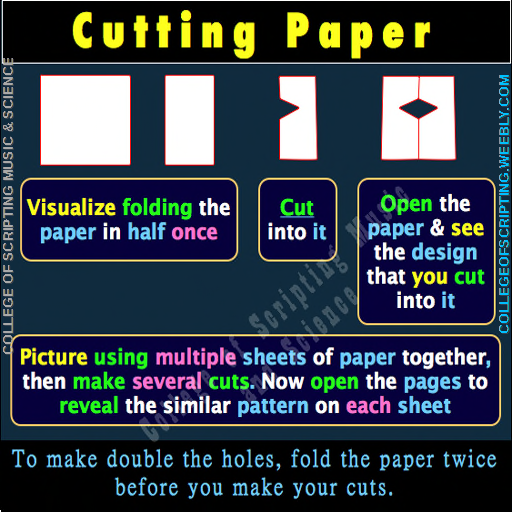 Cutting Paper
COLLEGE OF SCRIPTING MUSIC & SCIENCE
COLLEGEOFSCRIPTING.WEEBLY.COM
Visualize folding the
paper in half once
Cut
into it
Open the
paper & see
the design
that you cut
into it
College of Scripting Music
and Science
Picture using multiple sheets of paper together,
then make several cuts. Now open the pages to
reveal the similar pattern on each sheet
To make double the holes, fold the paper twice
before you make your cuts.